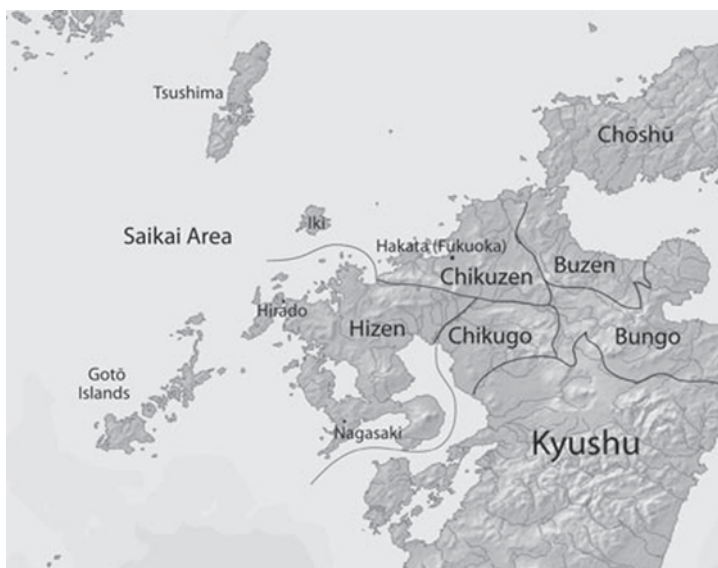 Tsushima
Chōshū
Iki
Saikai Area
Hakata (Fukuoka)
Buzen
Chikuzen
Hirado
Hizen
Chikugo
Bungo
Gotō
Islands
Nagasaki
Kyushu